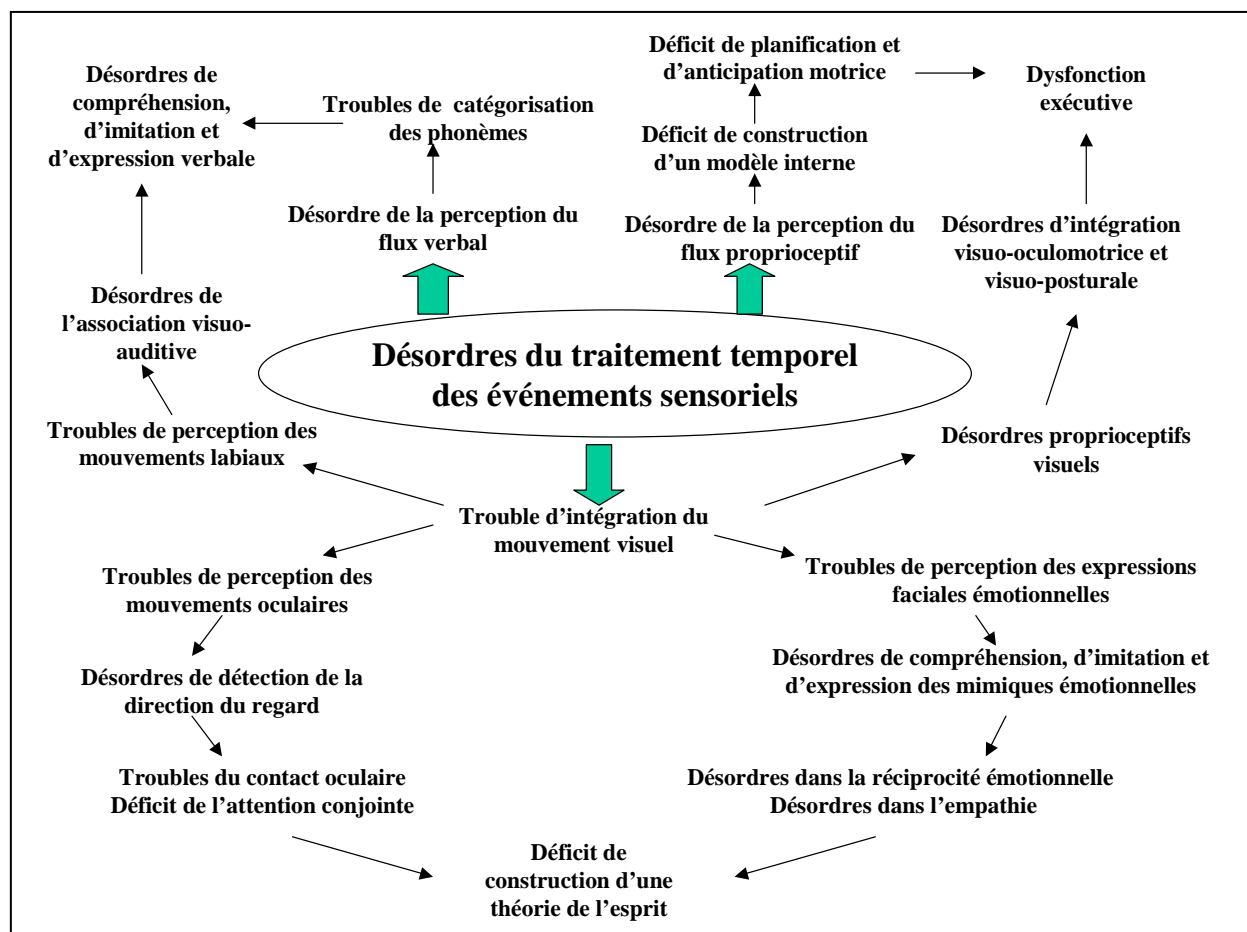 Déficit de planification et
d’anticipation motrice
Dysfonction
exécutive
Désordres de
compréhension,
d’imitation et
d’expression verbale
Troubles de catégorisation
des phonèmes
Déficit de construction
d’un modèle interne
Désordre de la perception du
flux verbal
Désordre de la perception du
flux proprioceptif
Désordres d’intégration
visuo-oculomotrice et
visuo-posturale
Désordres de
l’association visuo-
auditive
Désordres du traitement temporel
des événements sensoriels
Troubles de perception des
mouvements labiaux
Désordres proprioceptifs
visuels
Trouble d’intégration du
mouvement visuel
Troubles de perception des
mouvements oculaires
Troubles de perception des expressions
faciales émotionnelles
Désordres de détection de la
direction du regard
Désordres de compréhension, d’imitation et
d’expression des mimiques émotionnelles
Troubles du contact oculaire
Déficit de l’attention conjointe
Désordres dans la réciprocité émotionnelle
Désordres dans l’empathie
Déficit de
construction d’une
théorie de l’esprit